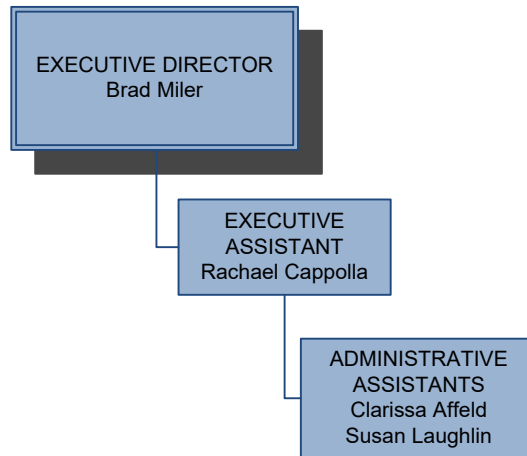 EXECUTIVE DIRECTOR
Brad Miler
EXECUTIVE
ASSISTANT
Rachael Cappolla
ADMINISTRATIVE
ASSISTANTS
Clarissa Affeld
Susan Laughlin